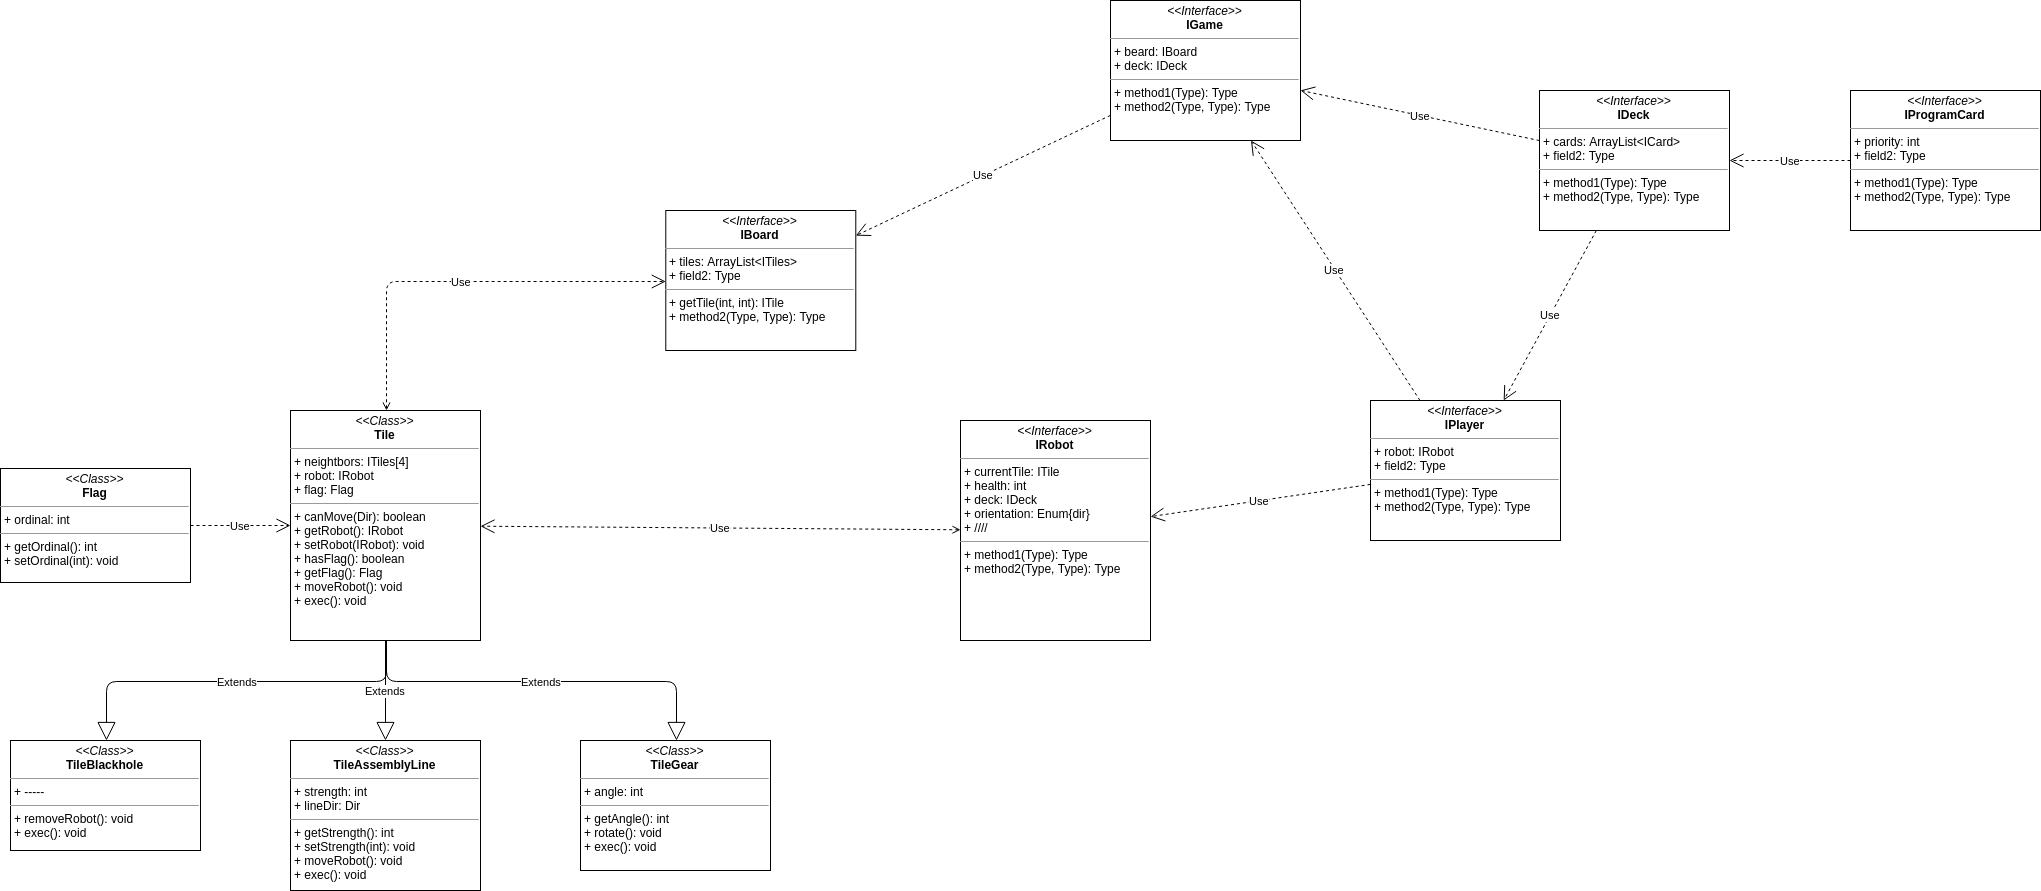 <<Interface>>
IGame
+ beard: IBoard
+ deck: IDeck
+ method1(Type): Type
+ method2(Type, Type): Type
<<Interface>>
IDeck
+ cards: ArrayList<ICard>
+ field2: Type
+ method1(Type): Type
+ method2(Type, Type): Type
<<Interface>>
IProgramCard
+ priority: int
+ field2: Type
+ method1(Type): Type
+ method2(Type, Type): Type
Use
Use
Use
<<Interface>>
IBoard
+ tiles: ArrayList<ITiles>
+ field2: Type
+ getTile(int, int): ITile
+ method2(Type, Type): Type
Use
Use
Use
<<Class>>
Tile
+ neightbors: ITiles[4]
+ robot: IRobot
+ flag: Flag
+ canMove(Dir): boolean
+ getRobot(): IRobot
+ setRobot(IRobot): void
+ hasFlag(): boolean
+ getFlag(): Flag
+ moveRobot(): void
+ exec(): void
<<Interface>>
IRobot
+ currentTile: ITile
+ health: int
+ deck: IDeck
+ orientation: Enum{dir}
+ ////
+ method1(Type): Type
+ method2(Type, Type): Type
<<Interface>>
IPlayer
+ robot: IRobot
+ field2: Type
+ method1(Type): Type
+ method2(Type, Type): Type
<<Class>>
Flag
+ ordinal: int
+ getOrdinal(): int
+ setOrdinal(int): void
Use
Use
Use
Extends
Extends
Extends
<<Class>>
TileBlackhole
+ -----
+ removeRobot(): void
+ exec(): void
<<Class>>
TileAssemblyLine
+ strength: int
+ lineDir: Dir
+ getStrength(): int
+ setStrength(int): void
+ moveRobot(): void
+ exec(): void
<<Class>>
TileGear
+ angle: int
+ getAngle(): int
+ rotate(): void
+ exec(): void